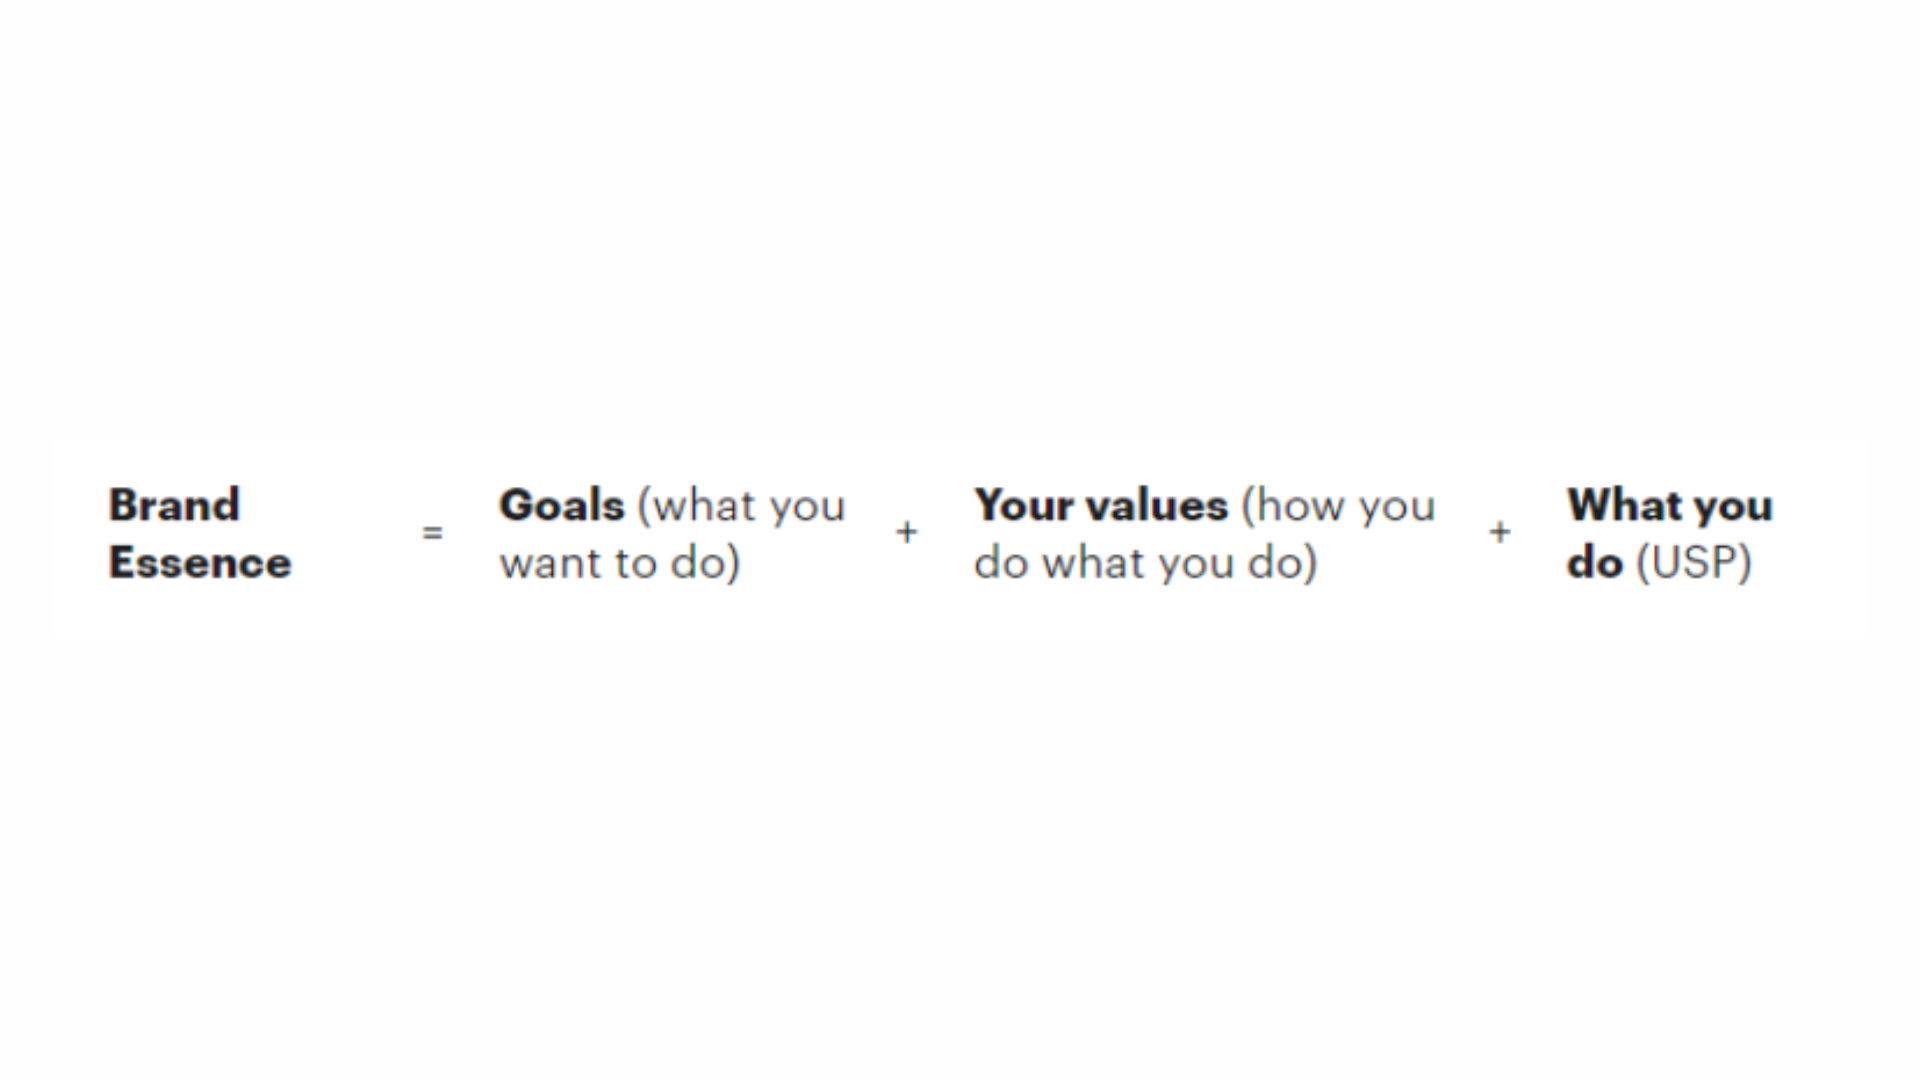 Brand
Essence
=
Goals (what you
want to do)
+
Your values (how you
do what you do)
+
What you
do (USP)